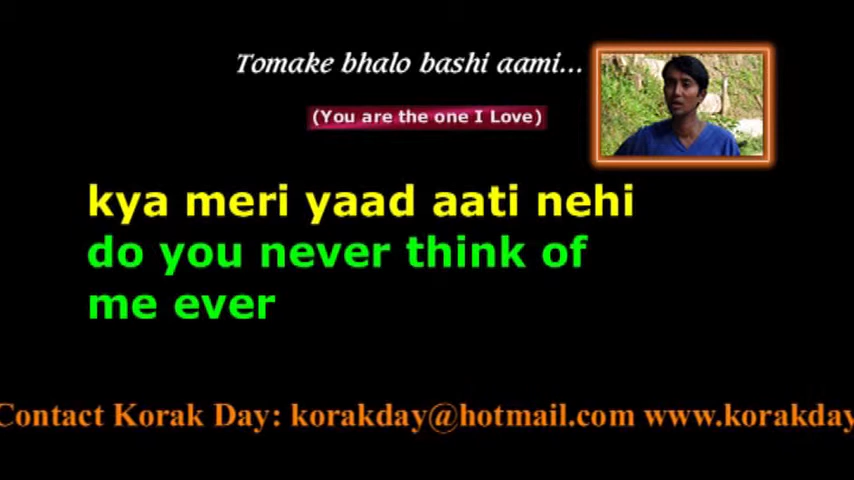 Tomake bhalo bashi aami...
(You are the one I Love)
kya meri yaad aati nehi
do you never think of
me ever
Contact Korak Day: korakday@hotmail.com www.korakday